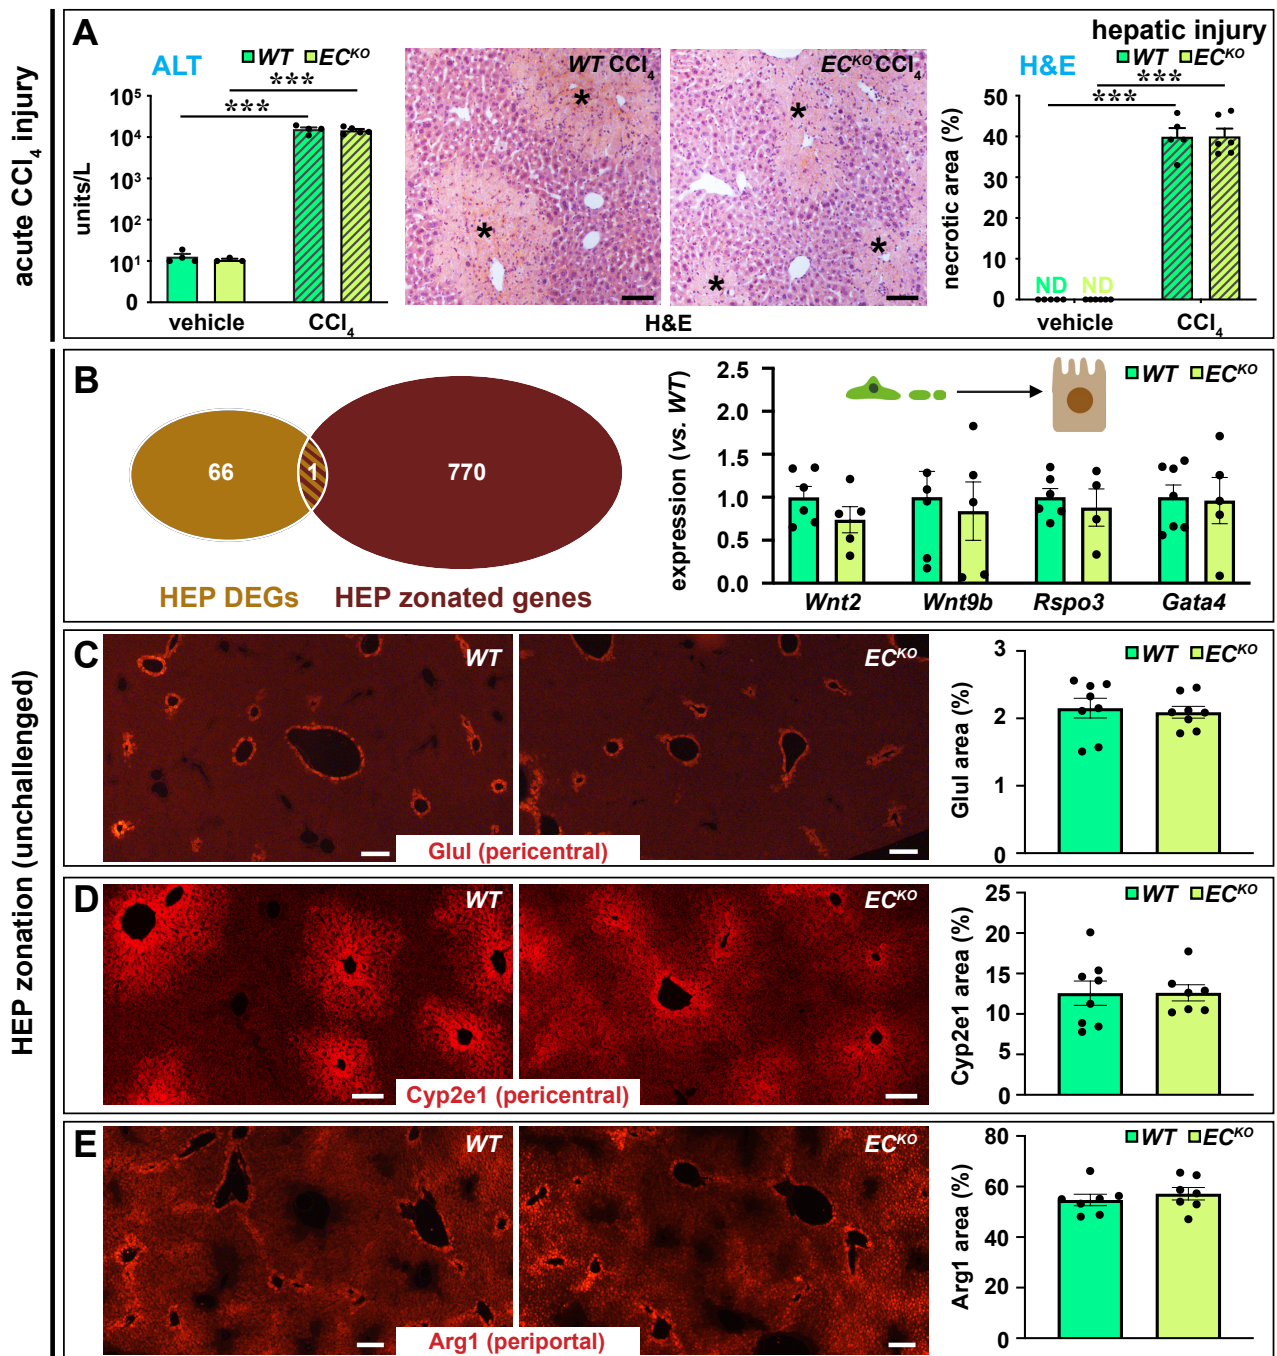 acute CCl4 injury
A
ALT
WT ECKO
***
***
units/L
10⁵
10⁴
10³
10²
10¹
0
vehicle CCl4
WT CCl4
*
*
ECKO CCl4
*
*
*
H&E
hepatic injury
H&E
WT ECKO
***
***
necrotic area (%)
50
40
30
20
10
0
ND ND
vehicle CCl4
HEP zonation (unchallenged)
B
66
1
770
HEP DEGs HEP zonated genes
expression (vs. WT)
WT ECKO
2.5
2.0
1.5
1.0
0.5
0.0
Wnt2 Wnt9b Rspo3 Gata4
C
WT
ECKO
Glul (pericentral)
Glul area (%)
WT ECKO
3
2
1
0
D
WT
ECKO
Cyp2e1 (pericentral)
Cyp2e1 area (%)
WT ECKO
25
20
15
10
5
0
E
WT
ECKO
Arg1 (periportal)
Arg1 area (%)
WT ECKO
80
60
40
20
0